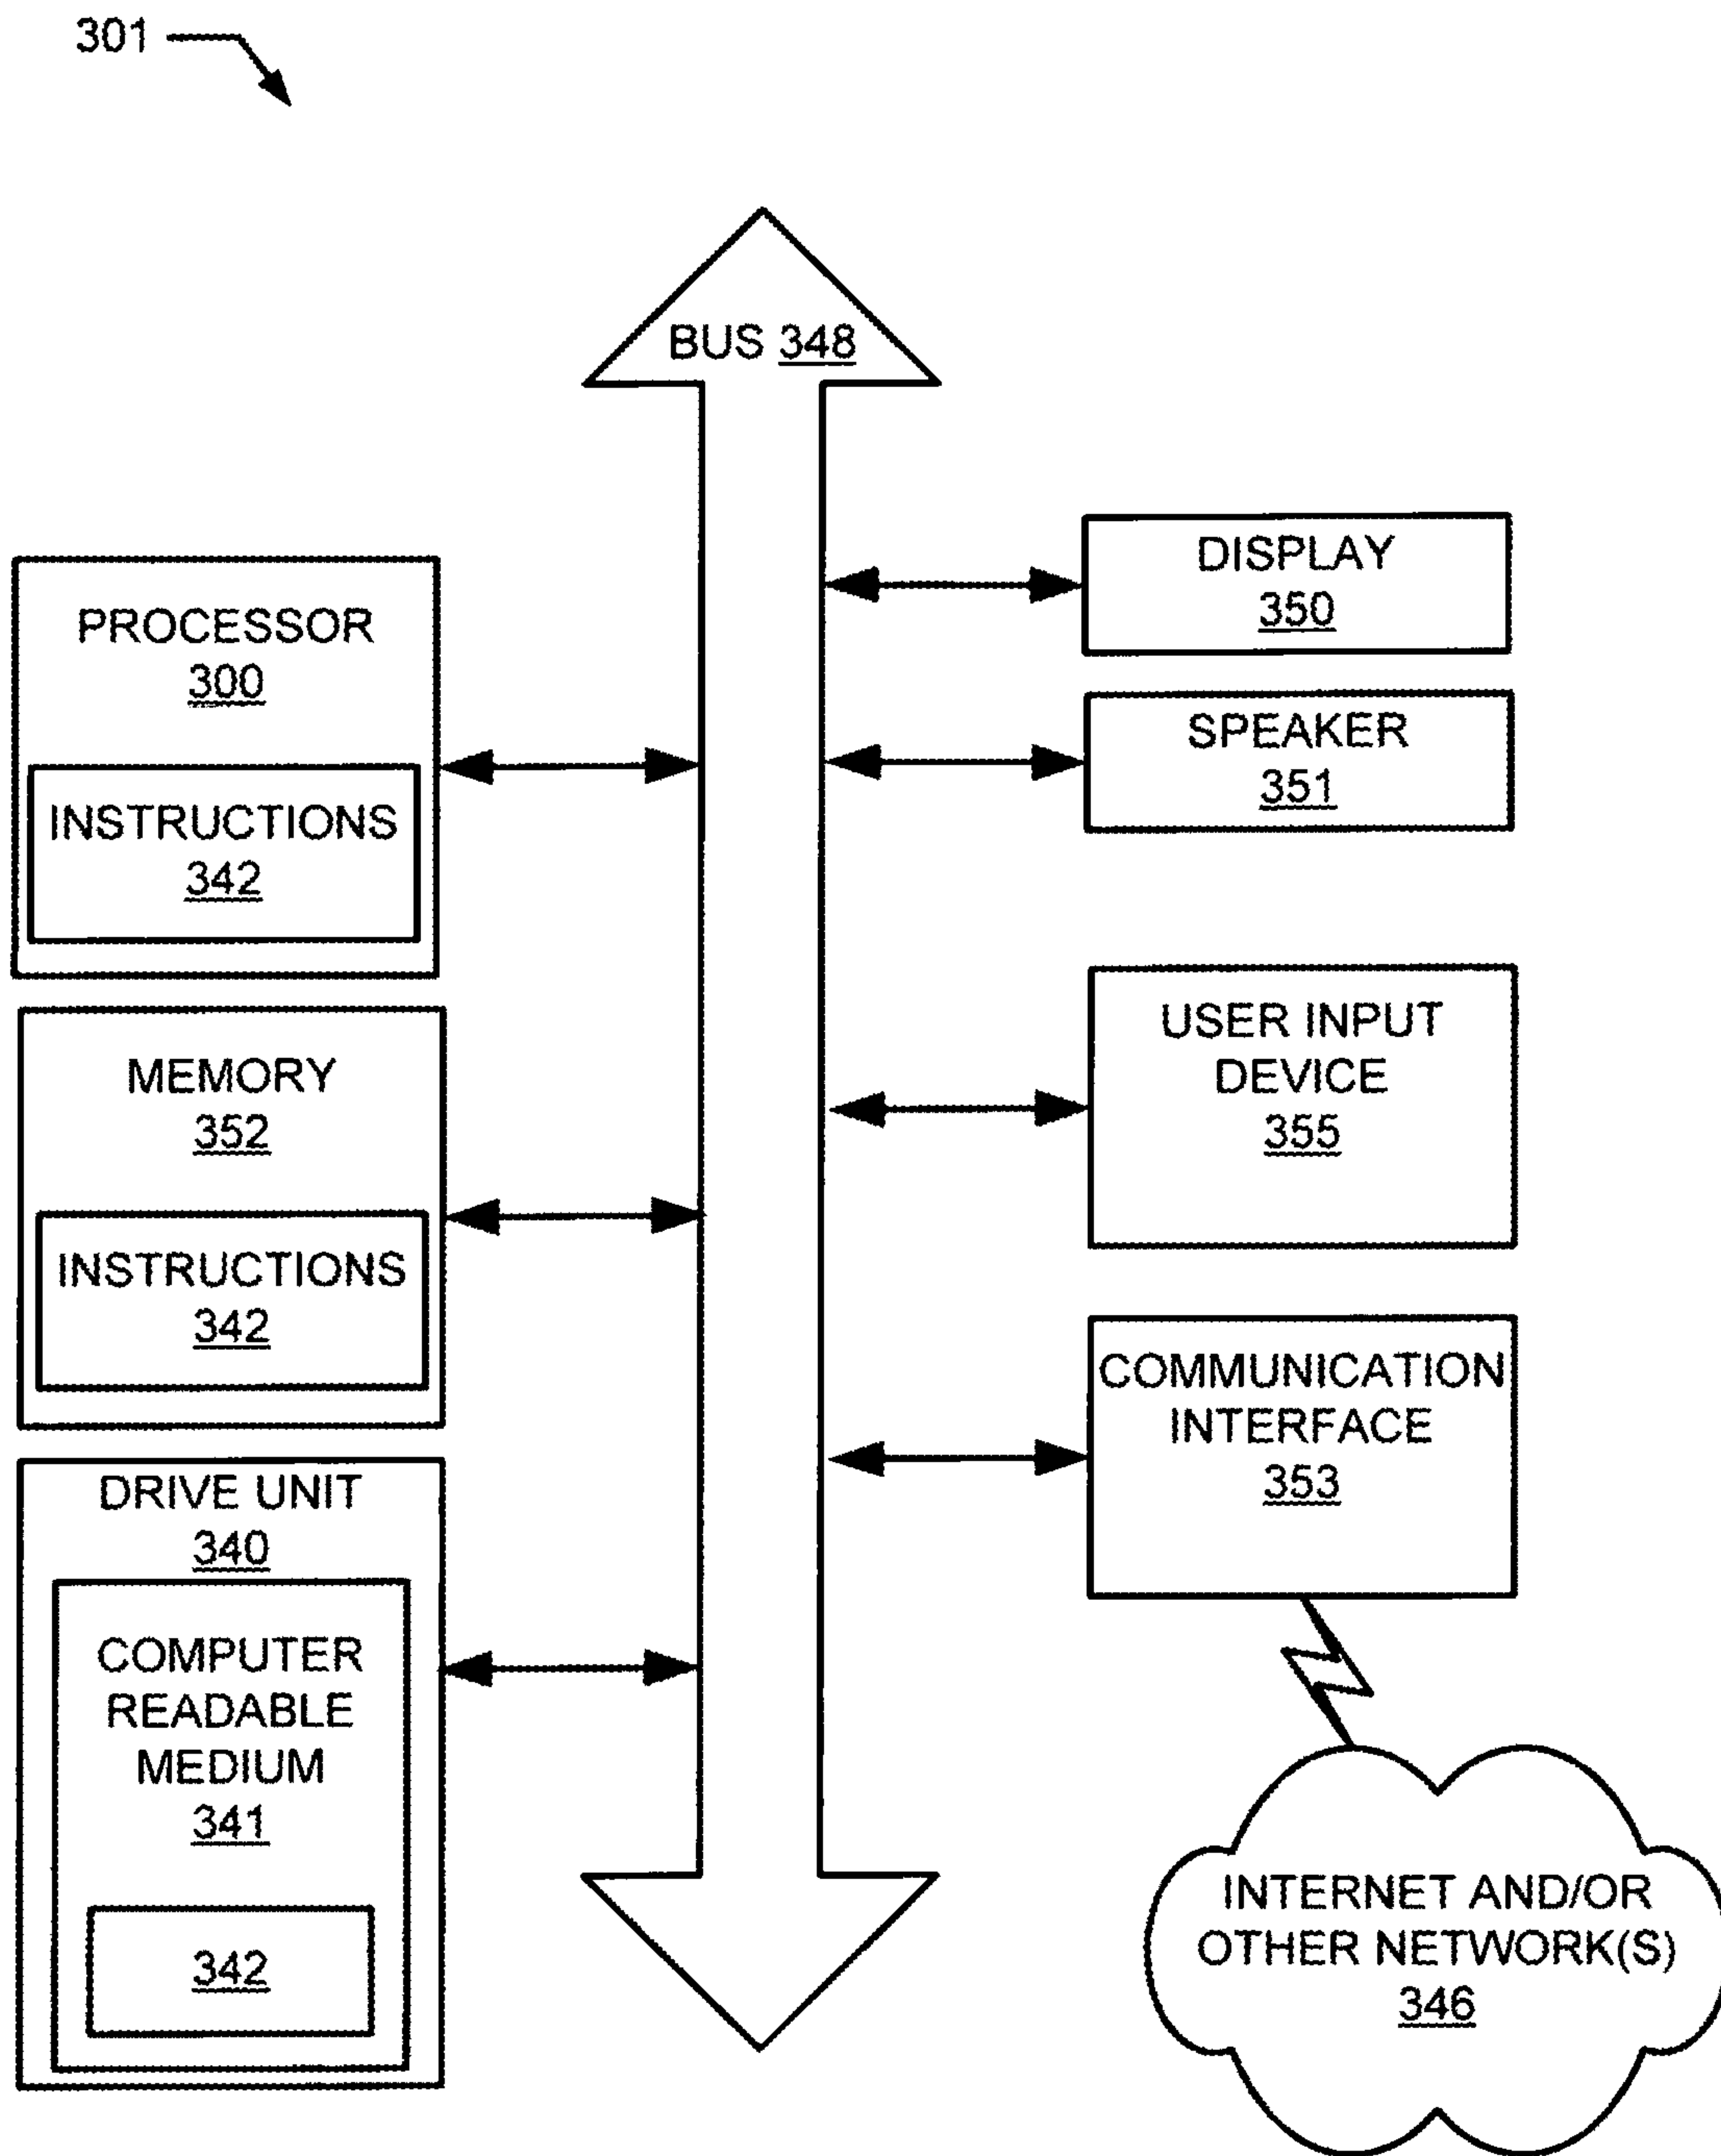 301
BUS 348
PROCESSOR
300
INSTRUCTIONS
342
MEMORY
352
INSTRUCTIONS
342
DRIVE UNIT
340
COMPUTER
READABLE
MEDIUM
341
342
DISPLAY
350
SPEAKER
351
USER INPUT
DEVICE
355
COMMUNICATION
INTERFACE
353
INTERNET AND/OR
OTHER NETWORK(S)
346